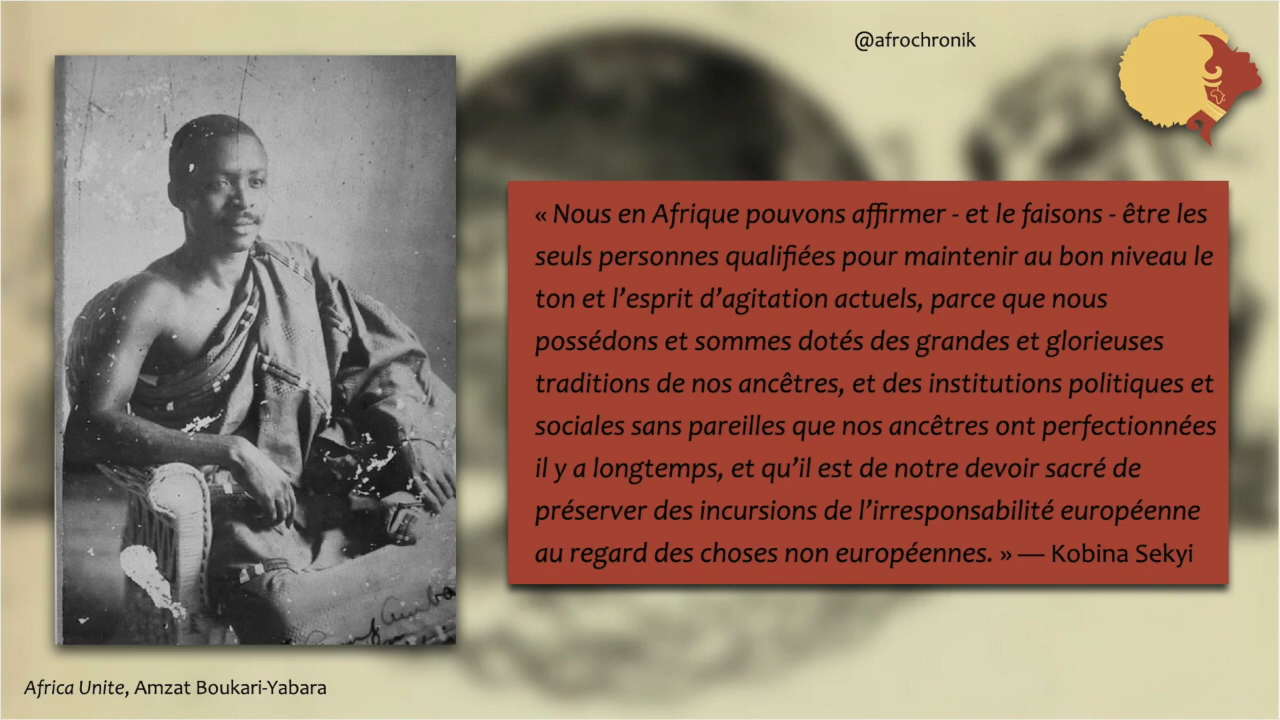 @afrochronik
« Nous en Afrique pouvons affirmer - et le faisons - être les
seuls personnes qualifiées pour maintenir au bon niveau le
ton et l’esprit d’agitation actuels, parce que nous
possédons et sommes dotés des grandes et glorieuses
traditions de nos ancêtres, et des institutions politiques et
sociales sans pareilles que nos ancêtres ont perfectionnées
il y a longtemps, et qu’il est de notre devoir sacré de
préserver des incursions de l’irresponsabilité européenne
au regard des choses non européennes. » — Kobina Sekyi
Africa Unite, Amzat Boukari-Yabara